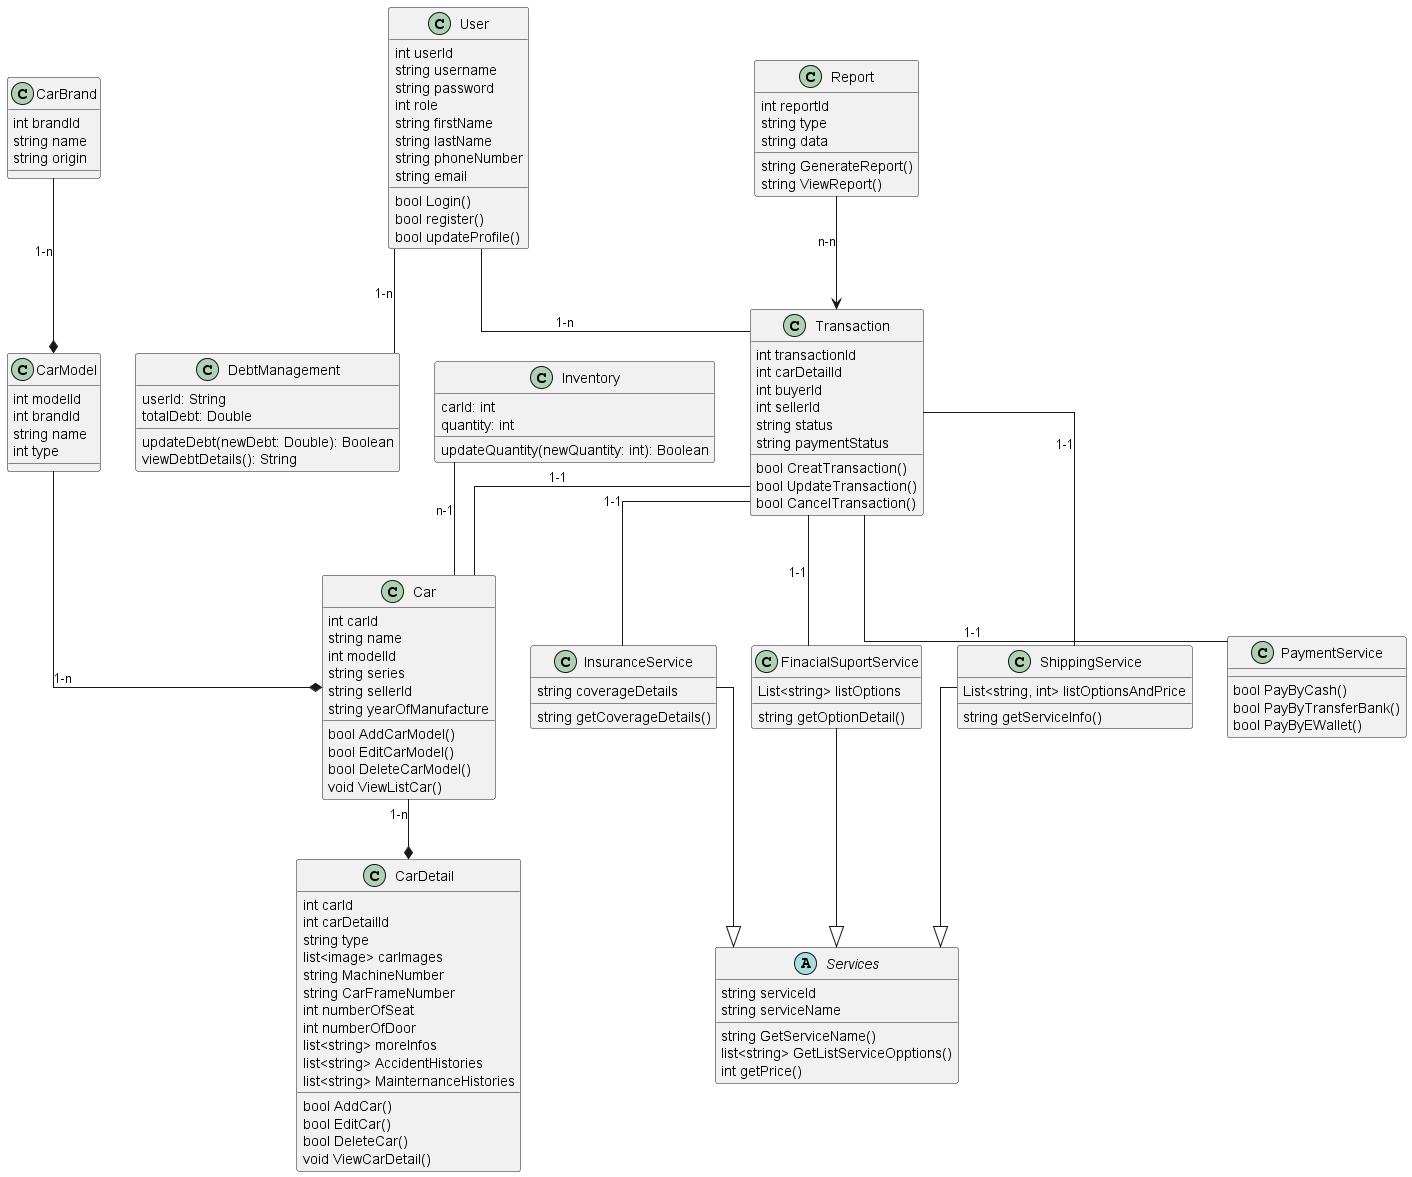 C User
int userId
string username
string password
int role
string firstName
string lastName
string phoneNumber
string email
bool Login()
bool register()
bool updateProfile()
C Report
int reportId
string type
string data
string GenerateReport()
string ViewReport()
C CarBrand
int brandId
string name
string origin
1-n
1-n
n-n
1-n
C Transaction
int transactionId
int carDetailId
int buyerId
int sellerId
string status
string paymentStatus
bool CreatTransaction()
bool UpdateTransaction()
bool CancelTransaction()
C CarModel
int modelId
int brandId
string name
int type
C DebtManagement
userId: String
totalDebt: Double
updateDebt(newDebt: Double): Boolean
viewDebtDetails(): String
C Inventory
carId: int
quantity: int
updateQuantity(newQuantity: int): Boolean
1-1
1-1
1-1
n-1
1-1
1-1
1-n
C Car
int carId
string name
int modelId
string series
string sellerId
string yearOfManufacture
bool AddCarModel()
bool EditCarModel()
bool DeleteCarModel()
void ViewListCar()
C InsuranceService
string coverageDetails
string getCoverageDetails()
C FinacialSuportService
List<string> listOptions
string getOptionDetail()
C ShippingService
List<string, int> listOptionsAndPrice
string getServiceInfo()
C PaymentService
bool PayByCash()
bool PayByTransferBank()
bool PayByEWallet()
1-n
C CarDetail
int carId
int carDetailId
string type
list<image> carImages
string MachineNumber
string CarFrameNumber
int numberOfSeat
int numberOfDoor
list<string> moreInfos
list<string> AccidentHistories
list<string> MainternanceHistories
bool AddCar()
bool EditCar()
bool DeleteCar()
void ViewCarDetail()
A Services
string serviceId
string serviceName
string GetServiceName()
list<string> GetListServiceOpptions()
int getPrice()